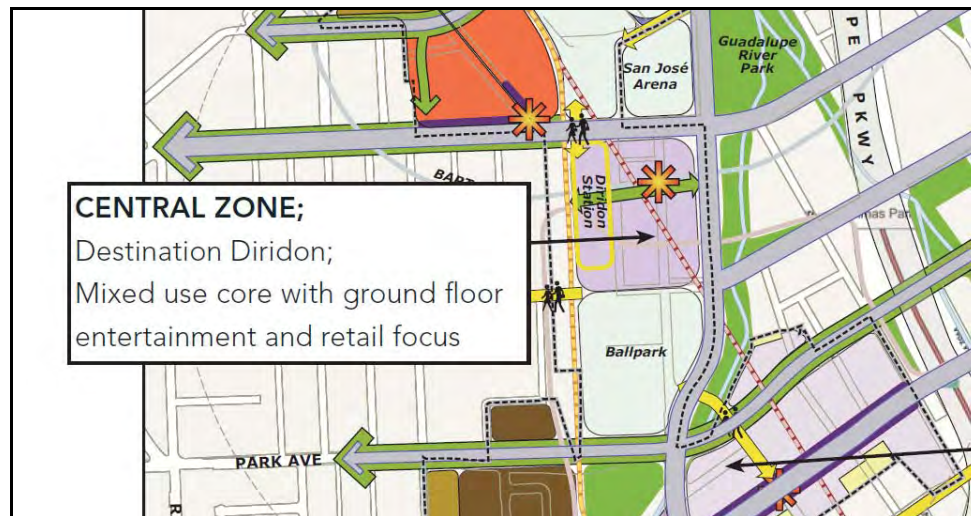 Guadalupe
River
Park
San José
Arena
PE
PKWY
CENTRAL ZONE;
Destination Diridon;
Mixed use core with ground floor
entertainment and retail focus
Diridon
Station
Ballpark
PARK AVE
R